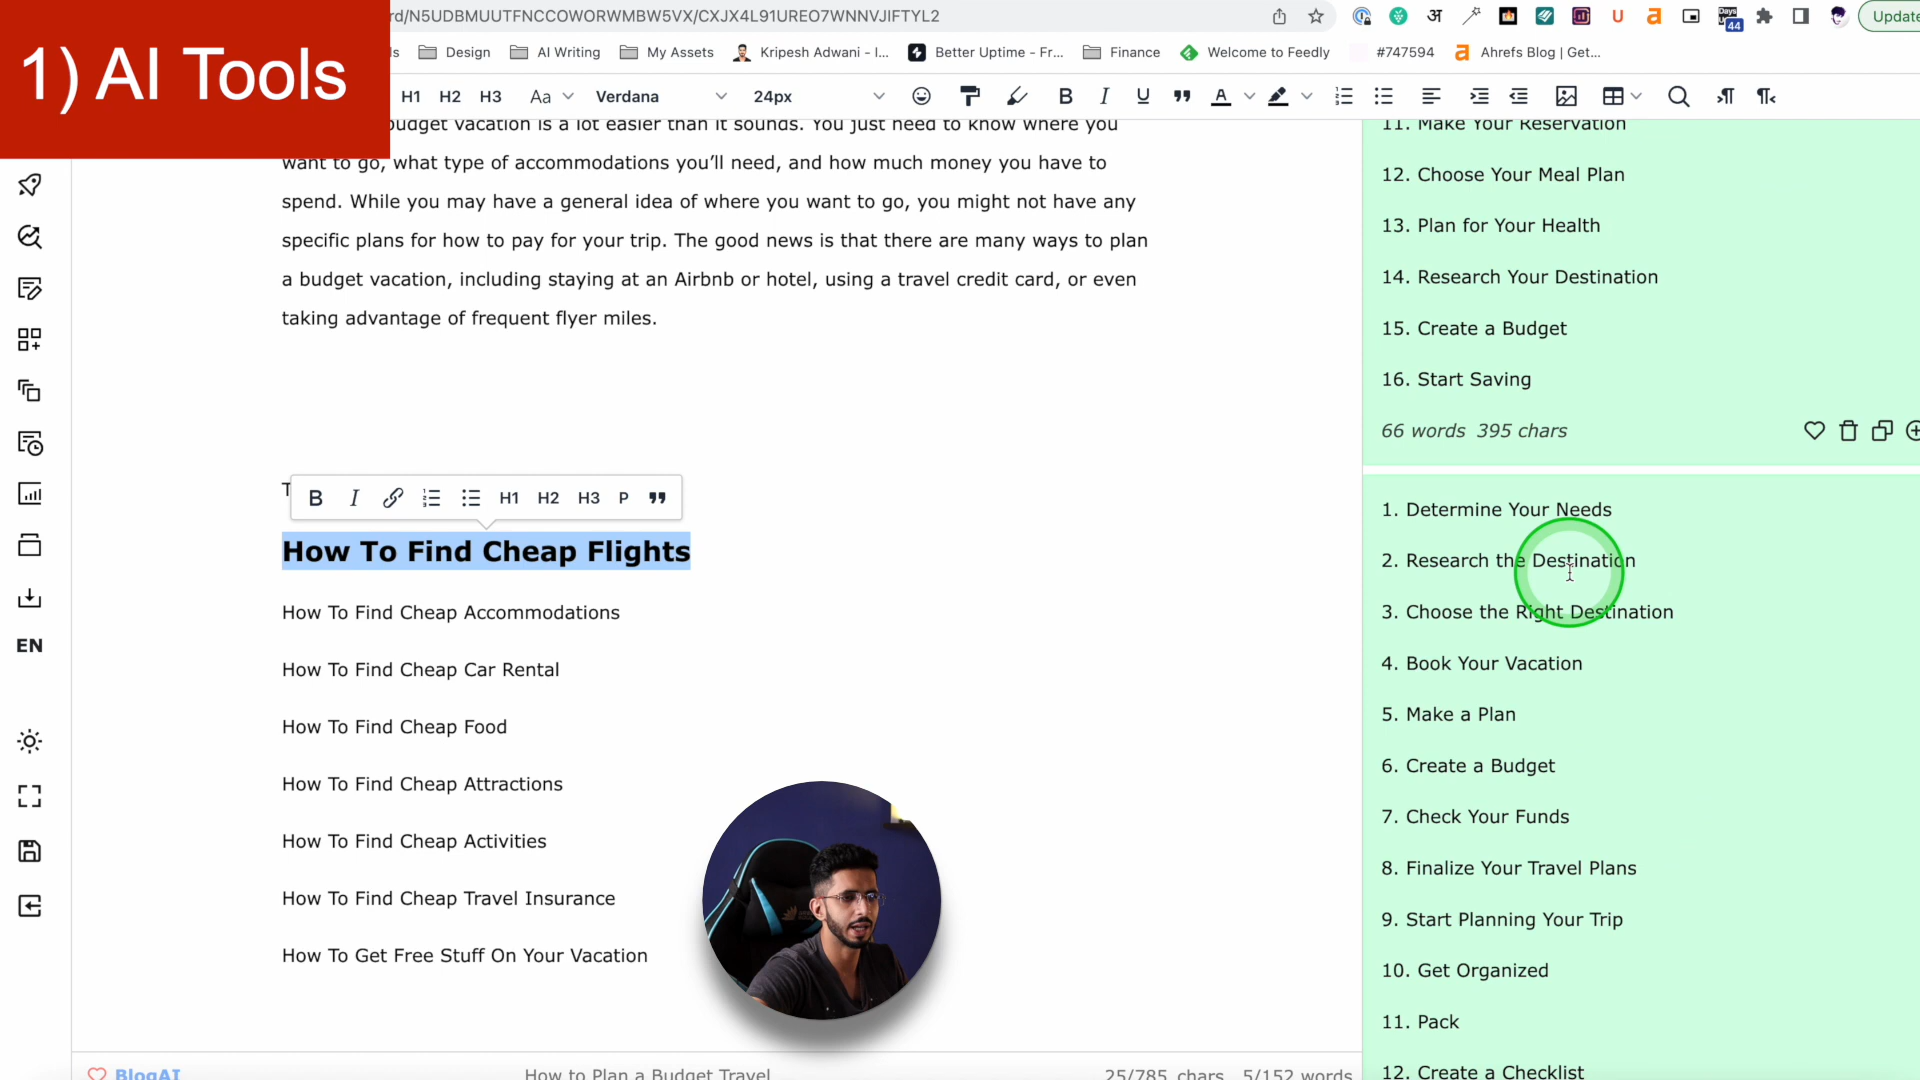 1) AI Tools
rd/N5UDBMUUTFNCCOWORWMBW5VX/CXJX4L91UREO7WNNVJIFTYL2
Update
Design
AI Writing
My Assets
Kripesh Adwani - I...
Better Uptime - Fr...
Finance
Welcome to Feedly
#747594
Ahrefs Blog | Get...
H1 H2 H3 Aa Verdana 24px
budget vacation is a lot easier than it sounds. You just need to know where you
want to go, what type of accommodations you’ll need, and how much money you have to
spend. While you may have a general idea of where you want to go, you might not have any
specific plans for how to pay for your trip. The good news is that there are many ways to plan
a budget vacation, including staying at an Airbnb or hotel, using a travel credit card, or even
taking advantage of frequent flyer miles.
B I H1 H2 H3 P
How To Find Cheap Flights
How To Find Cheap Accommodations
How To Find Cheap Car Rental
How To Find Cheap Food
How To Find Cheap Attractions
How To Find Cheap Activities
How To Find Cheap Travel Insurance
How To Get Free Stuff On Your Vacation
EN
BlogAI
How to Plan a Budget Travel
25/785 chars 5/152 words
11. Make Your Reservation
12. Choose Your Meal Plan
13. Plan for Your Health
14. Research Your Destination
15. Create a Budget
16. Start Saving
66 words 395 chars
1. Determine Your Needs
2. Research the Destination
3. Choose the Right Destination
4. Book Your Vacation
5. Make a Plan
6. Create a Budget
7. Check Your Funds
8. Finalize Your Travel Plans
9. Start Planning Your Trip
10. Get Organized
11. Pack
12. Create a Checklist